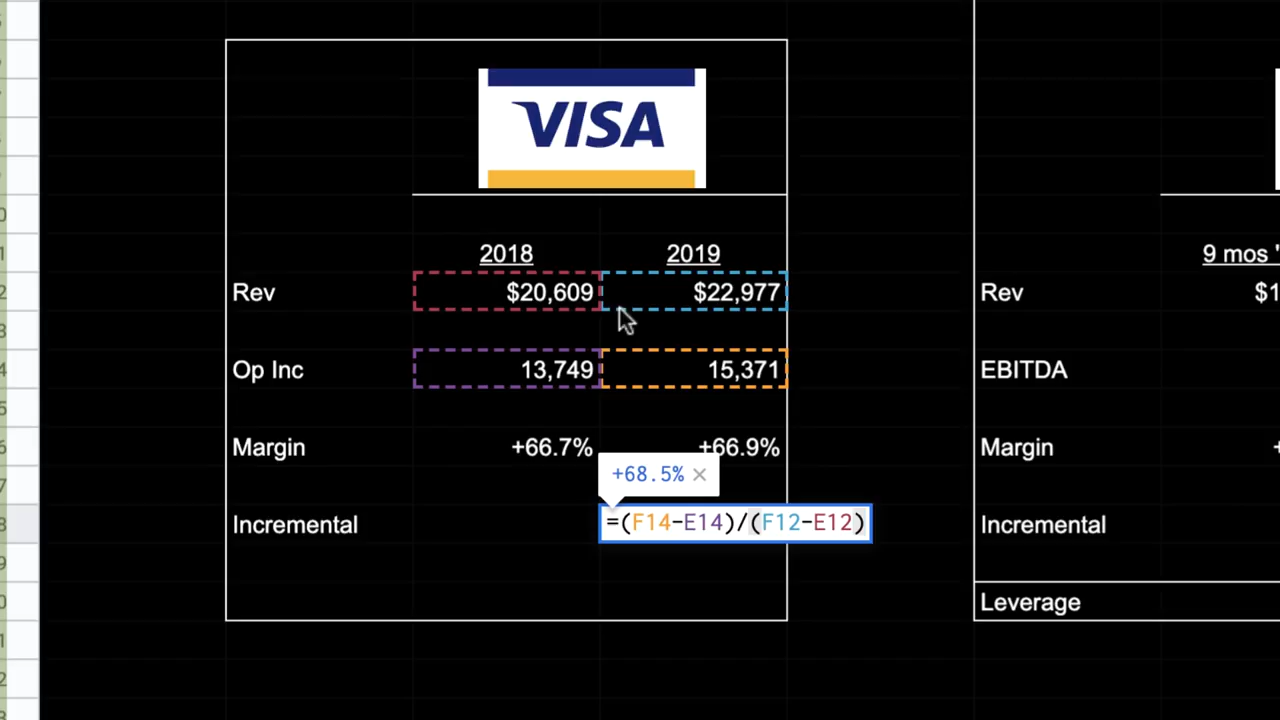 VISA
2018 2019 9 mos '
Rev $20,609 $22,977 Rev $1
Op Inc 13,749 15,371 EBITDA
Margin +66.7% +66.9% Margin +
+68.5% ×
Incremental =(F14-E14)/(F12-E12) Incremental
Leverage